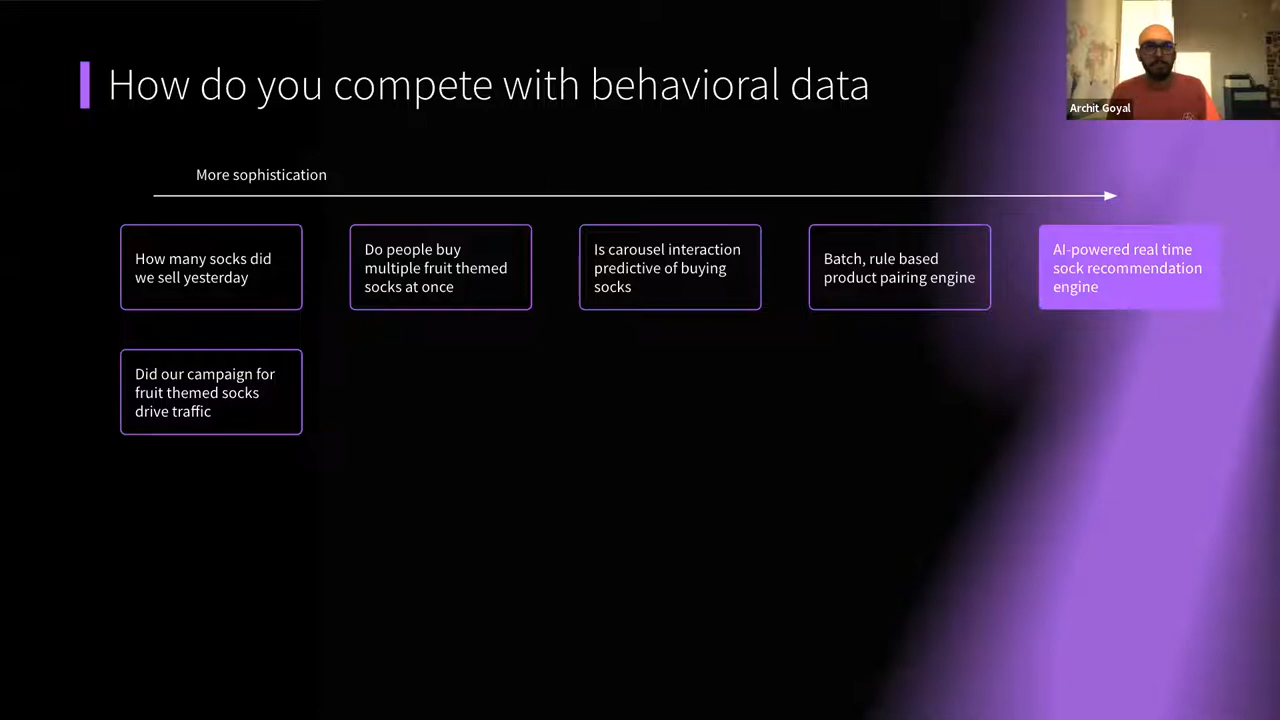 How do you compete with behavioral data
Archit Goyal
More sophistication
How many socks did
we sell yesterday
Do people buy
multiple fruit themed
socks at once
Is carousel interaction
predictive of buying
socks
Batch, rule based
product pairing engine
AI-powered real time
sock recommendation
engine
Did our campaign for
fruit themed socks
drive traffic